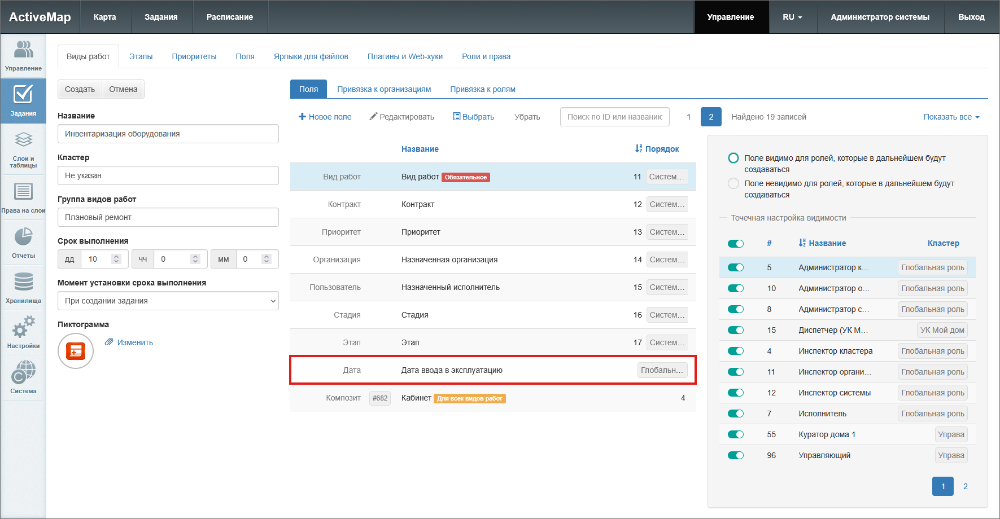 ActiveMap
Карта
Задания
Расписание
Управление
RU
Администратор системы
Выход
Управление
Задания
Слои и
таблицы
Права на слои
Отчеты
Хранилища
Настройки
Система
Виды работ
Этапы
Приоритеты
Поля
Ярлыки для файлов
Плагины и Web-хуки
Роли и права
Создать
Отмена
Название
Инвентаризация оборудования
Кластер
Не указан
Группа видов работ
Плановый ремонт
Срок выполнения
дд 10 чч 0 мм 0
Момент установки срока выполнения
При создании задания
Пиктограмма
Изменить
Поля
Привязка к организациям
Привязка к ролям
Новое поле
Редактировать
Выбрать
Убрать
Поиск по ID или названию
1 2
Найдено 19 записей
Показать все
Название Порядок
Вид работ Вид работ Обязательное 11 Систем...
Контракт Контракт 12 Систем...
Приоритет Приоритет 13 Систем...
Организация Назначенная организация 14 Систем...
Пользователь Назначенный исполнитель 15 Систем...
Стадия Стадия 16 Систем...
Этап Этап 17 Систем...
Дата Дата ввода в эксплуатацию Глобальн...
Композит #682 Кабинет Для всех видов работ 4
Поле видимо для ролей, которые в дальнейшем будут
создаваться
Поле невидимо для ролей, которые в дальнейшем будут
создаваться
Точечная настройка видимости
# Название Кластер
5 Администратор к... Глобальная роль
10 Администратор о... Глобальная роль
8 Администратор с... Глобальная роль
15 Диспетчер (УК М... УК Мой дом
4 Инспектор кластера Глобальная роль
11 Инспектор органи... Глобальная роль
12 Инспектор системы Глобальная роль
7 Исполнитель Глобальная роль
55 Куратор дома 1 Управа
96 Управляющий Управа
1 2